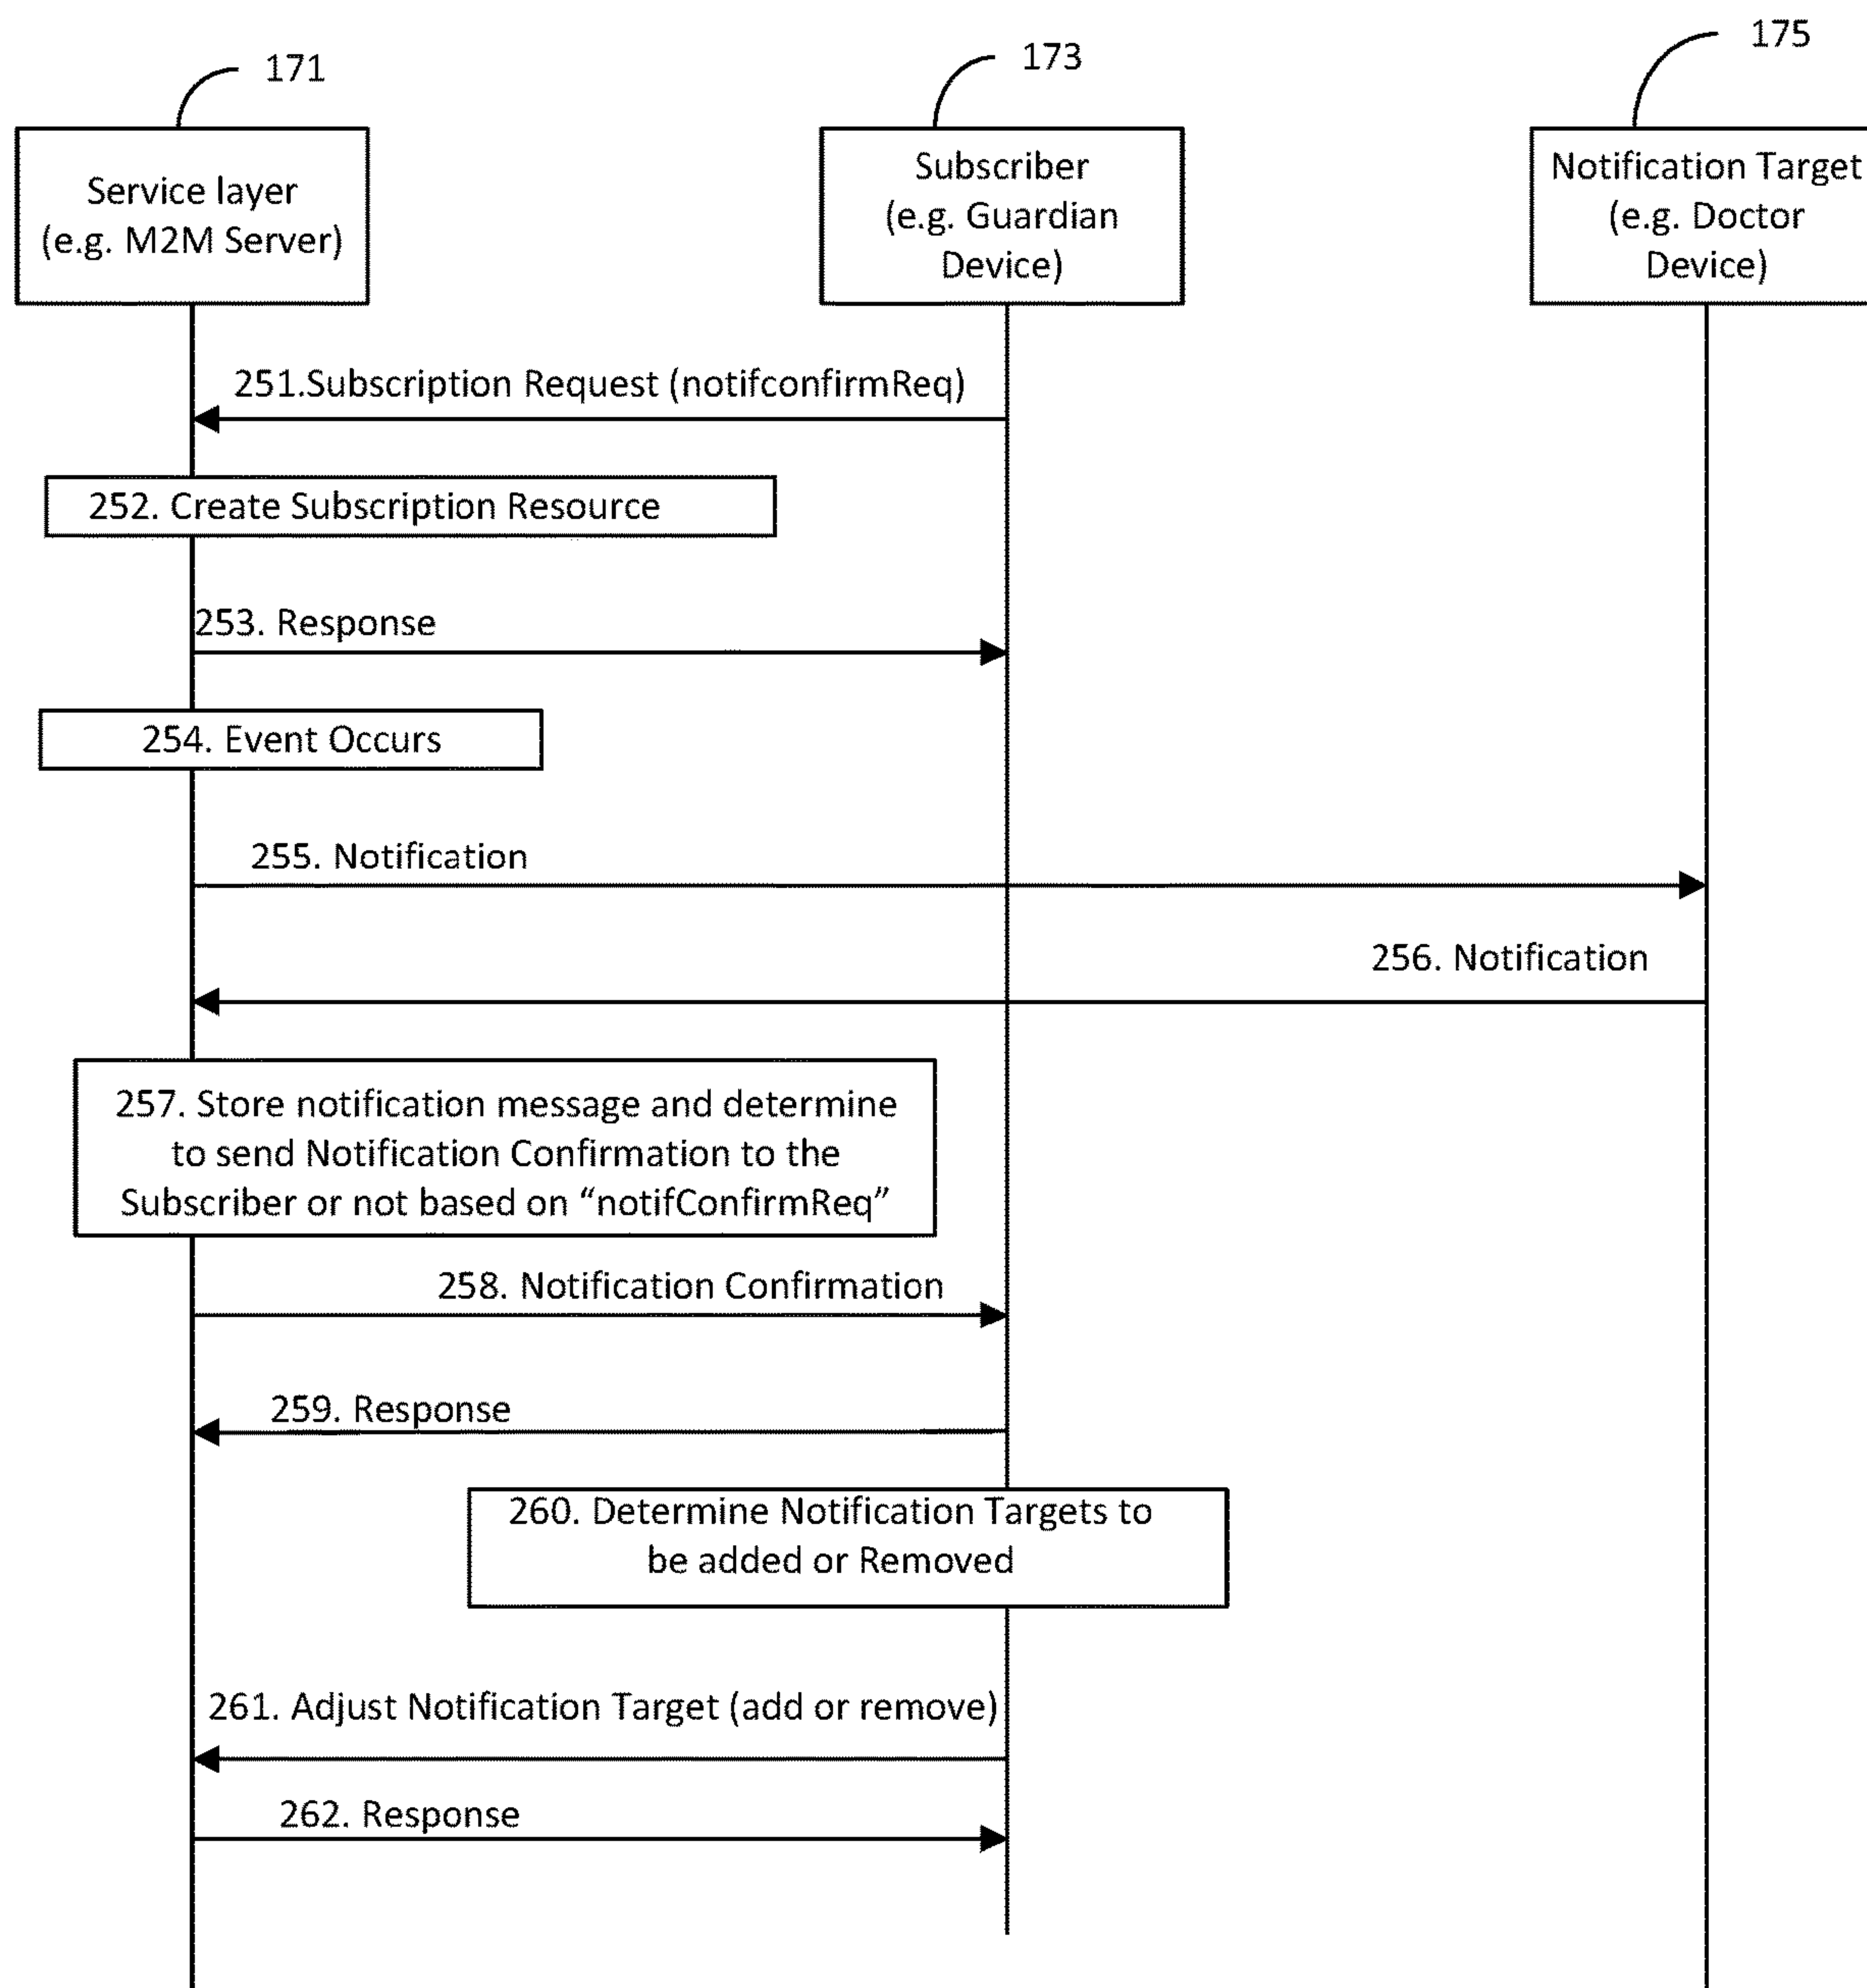 171
173
175
Service layer
(e.g. M2M Server)
Subscriber
(e.g. Guardian
Device)
Notification Target
(e.g. Doctor
Device)
251.Subscription Request (notifconfirmReq)
252. Create Subscription Resource
253. Response
254. Event Occurs
255. Notification
256. Notification
257. Store notification message and determine
to send Notification Confirmation to the
Subscriber or not based on “notifConfirmReq”
258. Notification Confirmation
259. Response
260. Determine Notification Targets to
be added or Removed
261. Adjust Notification Target (add or remove)
262. Response